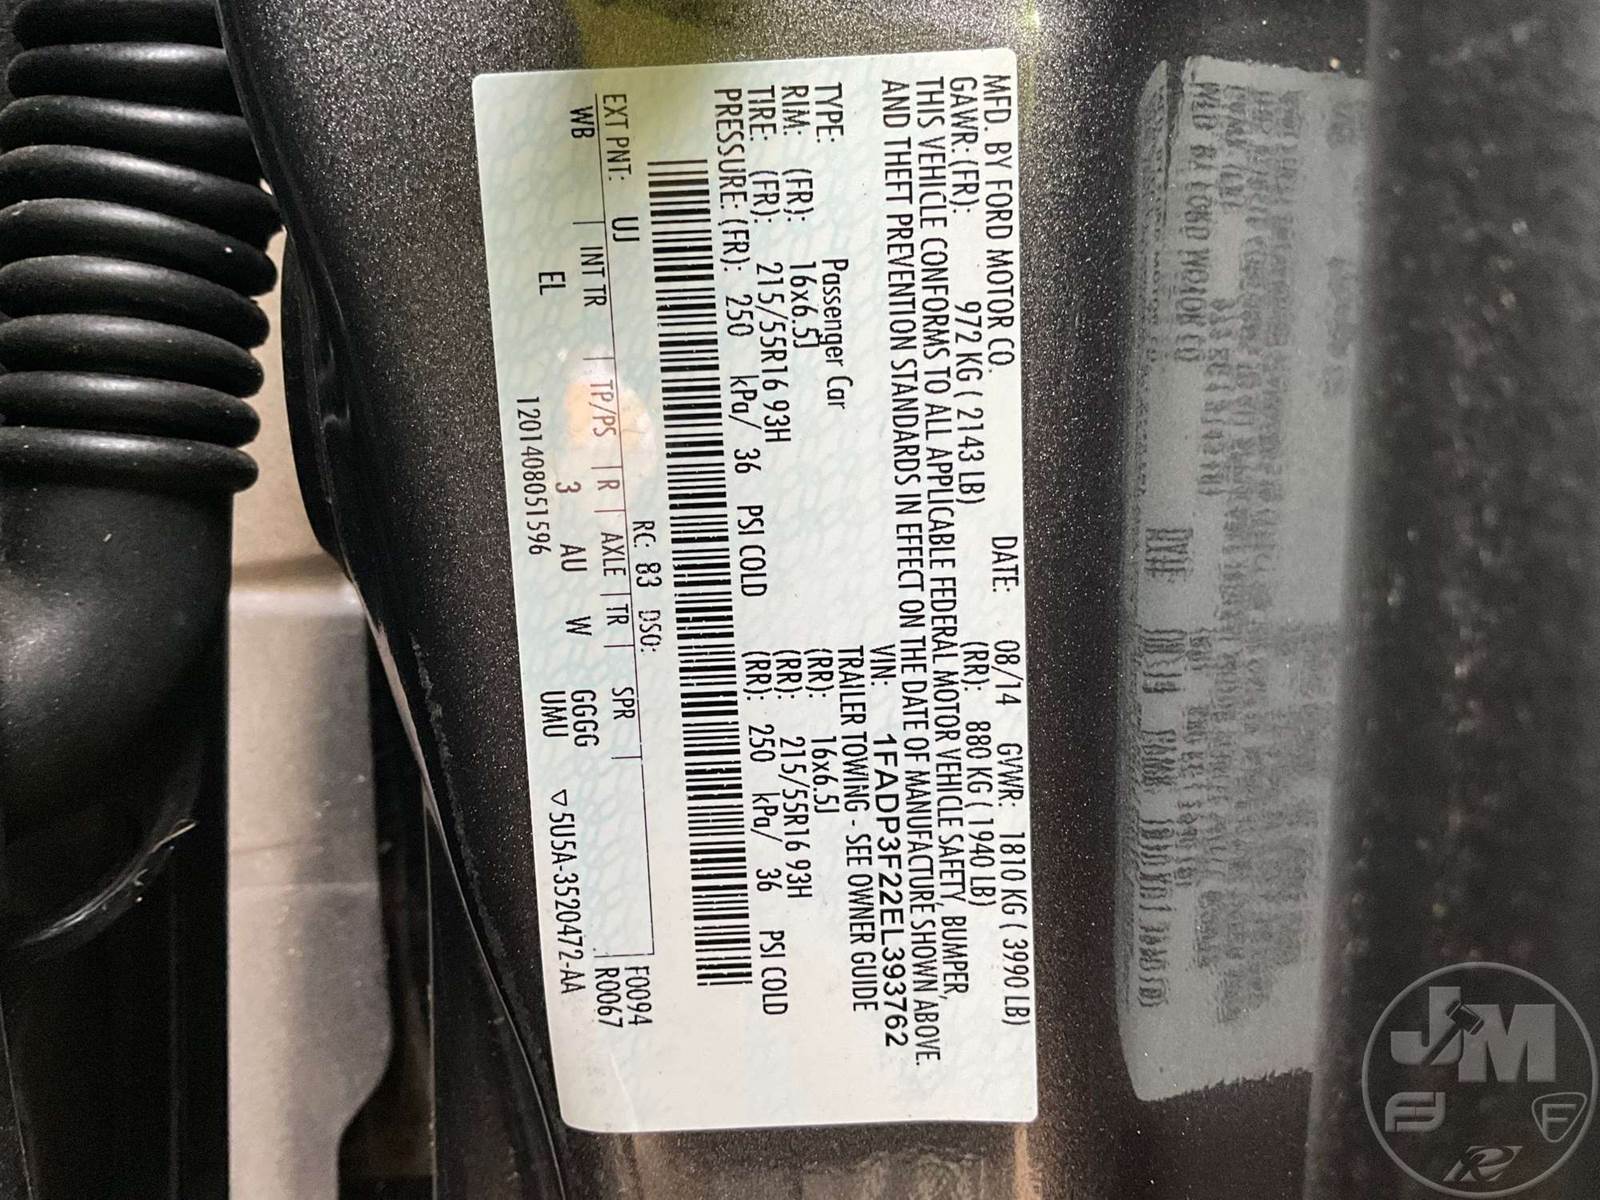 MFD. BY FORD MOTOR CO.
DATE: 08/14 GVWR: 1810 KG ( 3990 LB)
GAWR: (FR): 972 KG ( 2143 LB) (RR): 880 KG ( 1940 LB)
THIS VEHICLE CONFORMS TO ALL APPLICABLE FEDERAL MOTOR VEHICLE SAFETY, BUMPER,
AND THEFT PREVENTION STANDARDS IN EFFECT ON THE DATE OF MANUFACTURE SHOWN ABOVE.
VIN: 1FADP3F22EL393762
TYPE: Passenger Car TRAILER TOWING - SEE OWNER GUIDE
RIM: (FR): 16x6.5J (RR): 16x6.5J
TIRE: (FR): 215/55R16 93H (RR): 215/55R16 93H
PRESSURE: (FR): 250 kPa/ 36 PSI COLD (RR): 250 kPa/ 36 PSI COLD
EXT PNT: UJ RC: 83 DSO: F0094
WB INT TR TP/PS R AXLE TR SPR R0067
EL 3 AU W GGGG
UMU
1201408051596 ▽5U5A-3520472-AA
JM